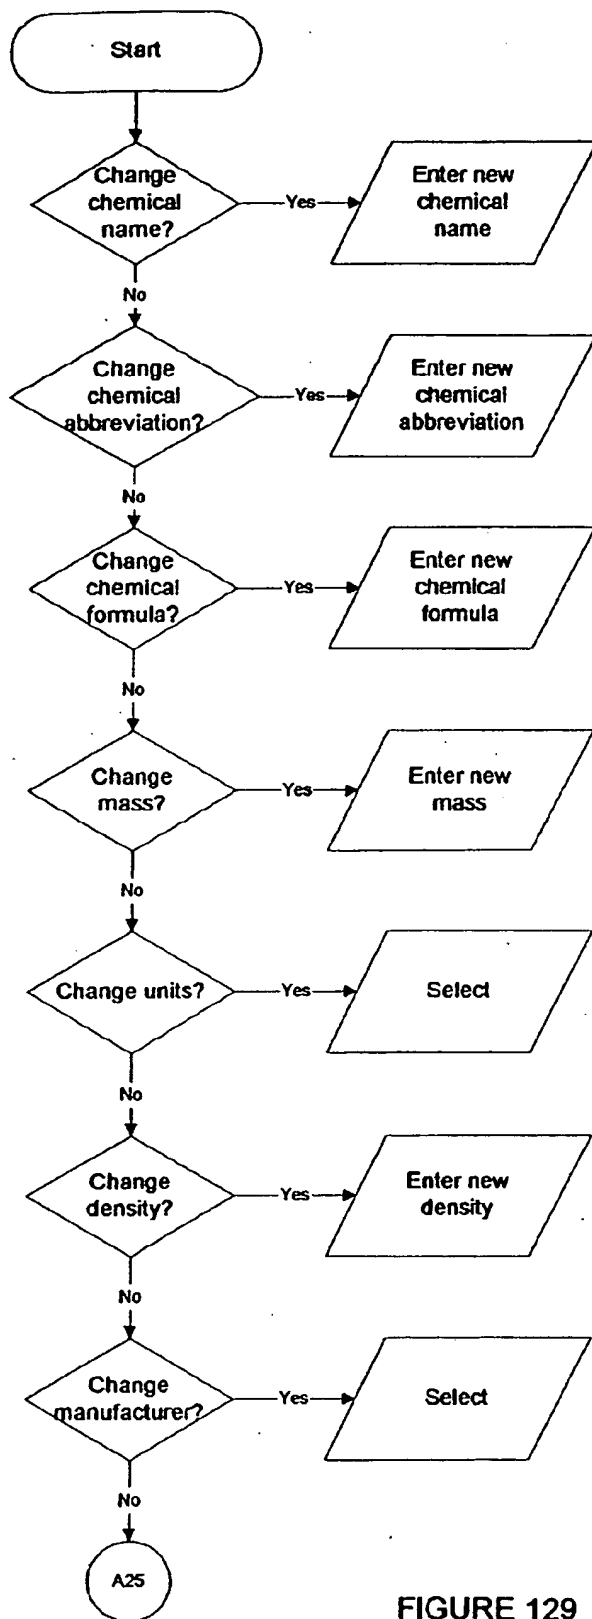 Start
Change
chemical
name?
Yes
Enter new
chemical
name
No
Change
chemical
abbreviation?
Yes
Enter new
chemical
abbreviation
No
Change
chemical
formula?
Yes
Enter new
chemical
formula
No
Change
mass?
Yes
Enter new
mass
No
Change units?
Yes
Select
No
Change
density?
Yes
Enter new
density
No
Change
manufacturer?
Yes
Select
No
A25
FIGURE 129